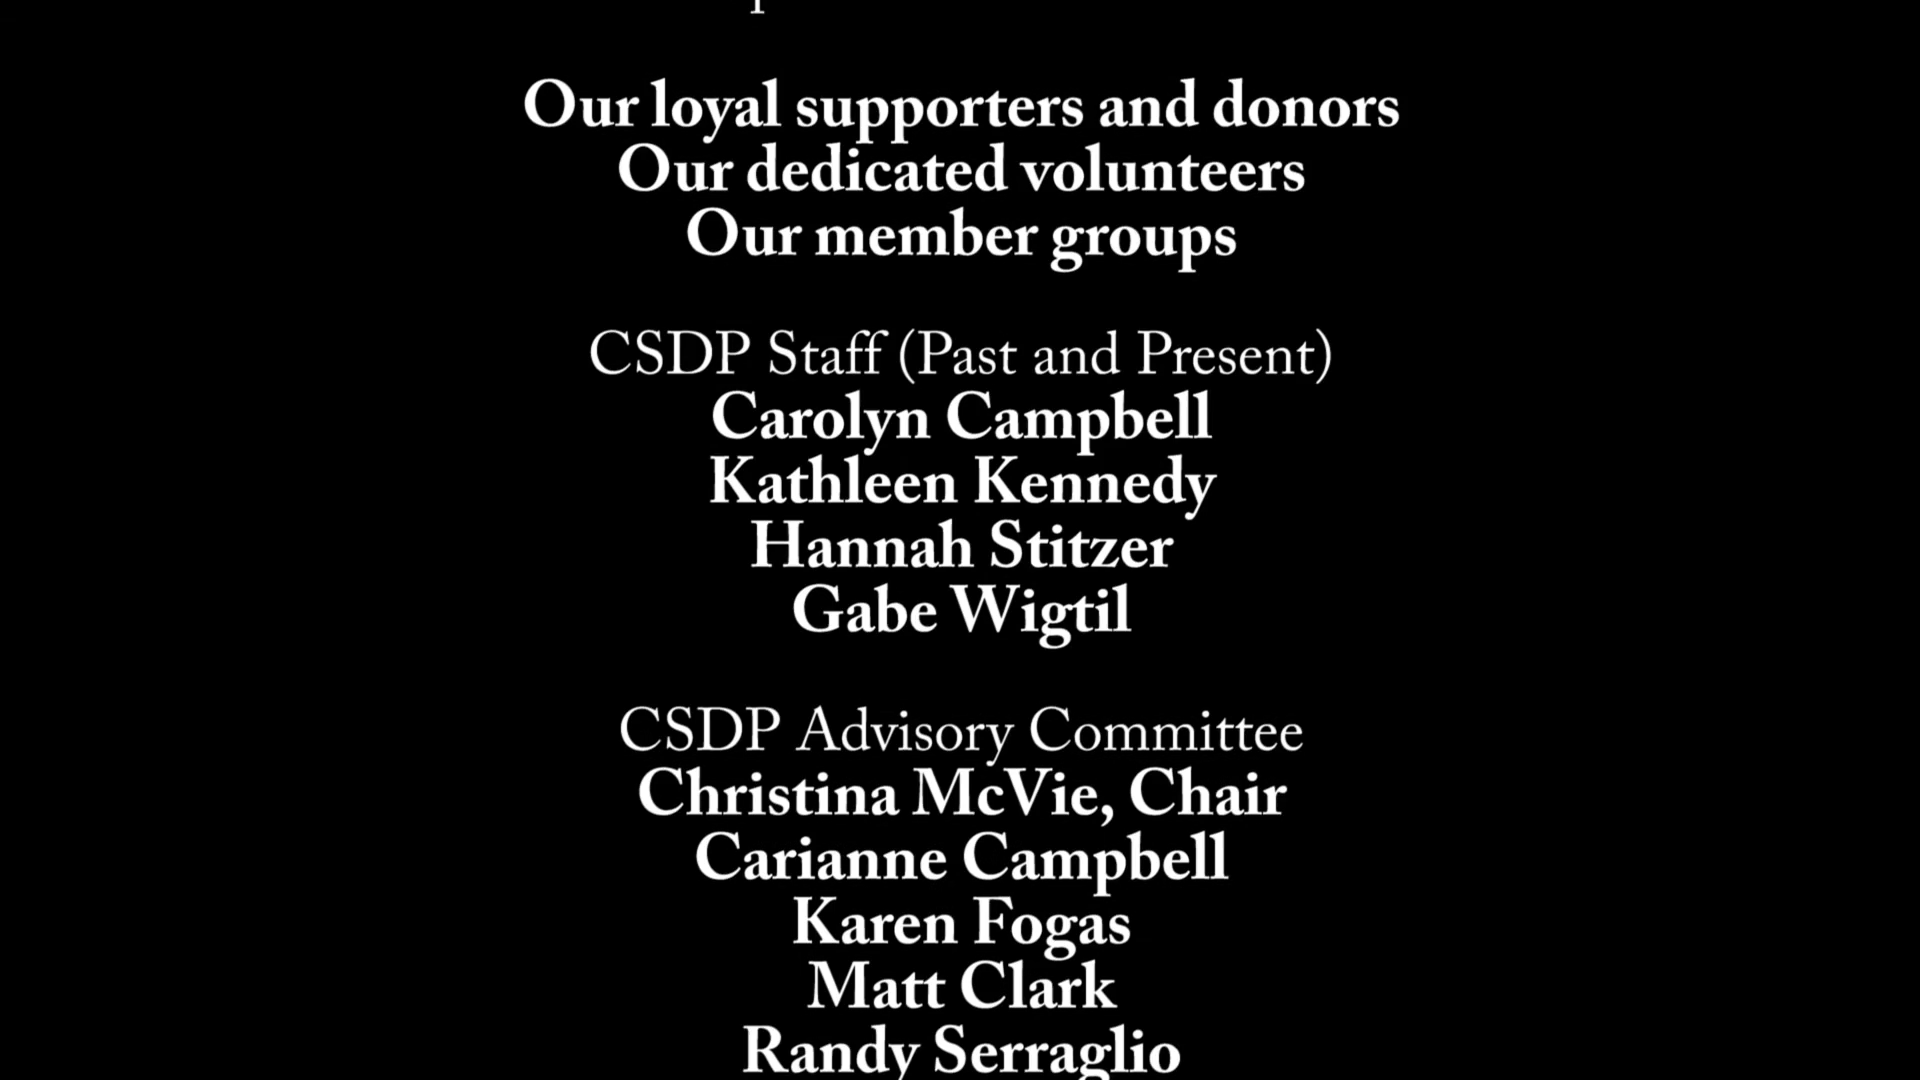 Our loyal supporters and donors
Our dedicated volunteers
Our member groups
CSDP Staff (Past and Present)
Carolyn Campbell
Kathleen Kennedy
Hannah Stitzer
Gabe Wigtil
CSDP Advisory Committee
Christina McVie, Chair
Carianne Campbell
Karen Fogas
Matt Clark
Randy Serraglio